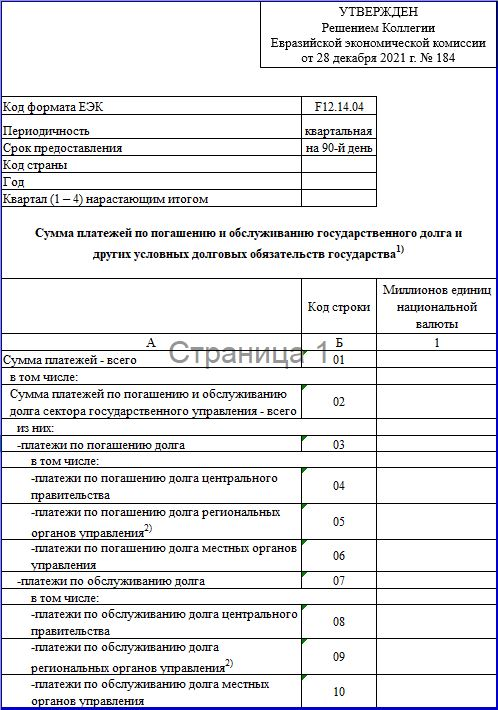 УТВЕРЖДЕН
Решением Коллегии
Евразийской экономической комиссии
от 28 декабря 2021 г. № 184
Код формата ЕЭК F12.14.04
Периодичность квартальная
Срок предоставления на 90-й день
Код страны
Год
Квартал (1 – 4) нарастающим итогом
Сумма платежей по погашению и обслуживанию государственного долга и
других условных долговых обязательств государства1)
Код строки
Миллионов единиц
национальной
валюты
А Б 1
Страница 1
Сумма платежей - всего 01
в том числе:
Сумма платежей по погашению и обслуживанию
долга сектора государственного управления - всего 02
из них:
-платежи по погашению долга 03
в том числе:
-платежи по погашению долга центрального
правительства 04
-платежи по погашению долга региональных
органов управления2) 05
-платежи по погашению долга местных органов
управления 06
-платежи по обслуживанию долга 07
в том числе:
-платежи по обслуживанию долга центрального
правительства 08
-платежи по обслуживанию долга
региональных органов управления2) 09
-платежи по обслуживанию долга местных
органов управления 10